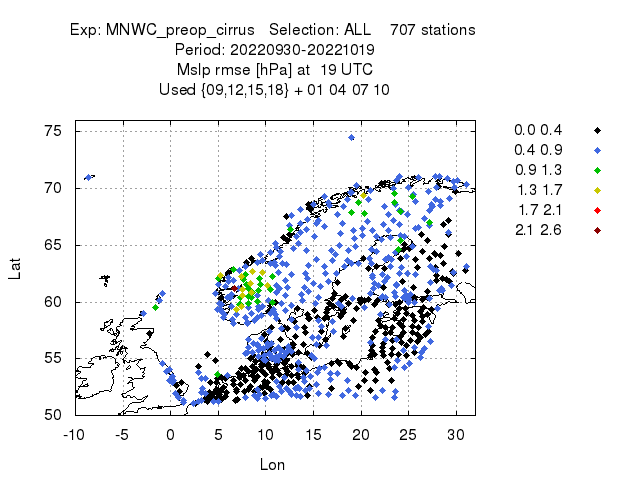 Exp: MNWC_preop_cirrus   Selection: ALL    707 stations
Period: 20220930-20221019
Mslp rmse [hPa] at  19 UTC
Used {09,12,15,18} + 01 04 07 10
0.0 0.4
0.4 0.9
0.9 1.3
1.3 1.7
1.7 2.1
2.1 2.6
75
70
65
60
55
50
Lat
-10 -5 0 5 10 15 20 25 30
Lon